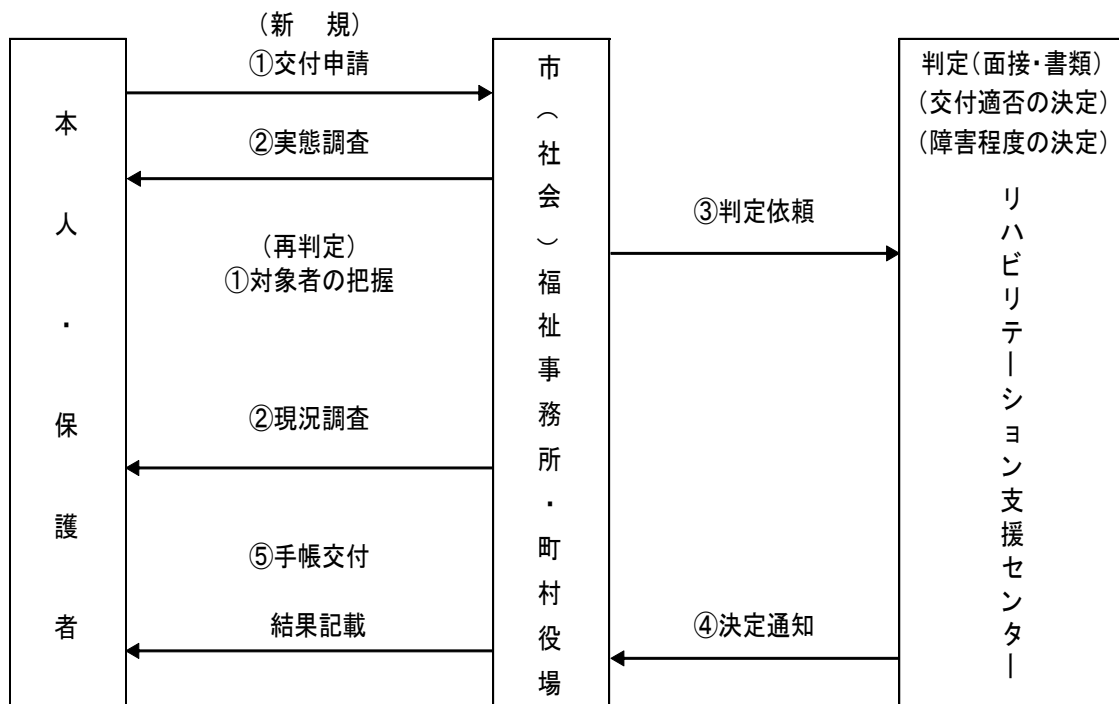 本人・保護者
(新　規)
①交付申請
②実態調査
(再判定)
①対象者の把握
②現況調査
⑤手帳交付
結果記載
市(社会)福祉事務所・町村役場
③判定依頼
④決定通知
判定(面接・書類)
(交付適否の決定)
(障害程度の決定)
リハビリテーション支援センター